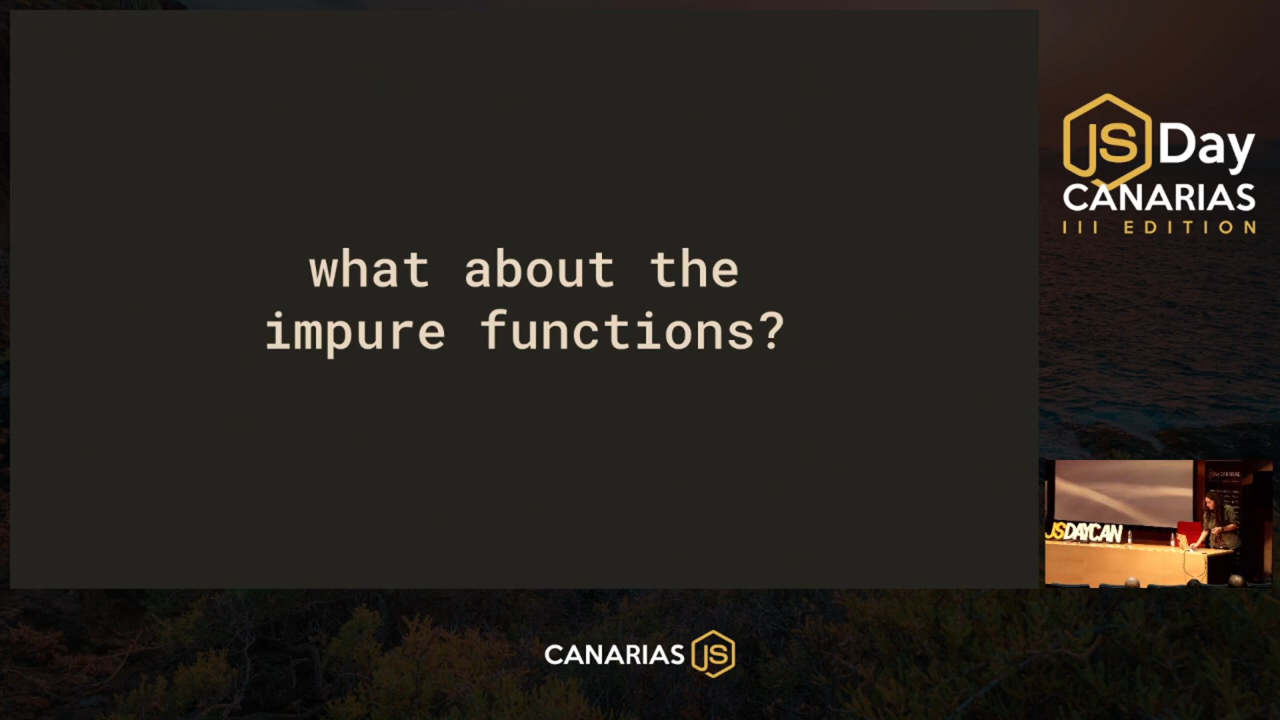 what about the
impure functions?
JS Day
CANARIAS
III EDITION
JSDAYCAN
CANARIAS JS